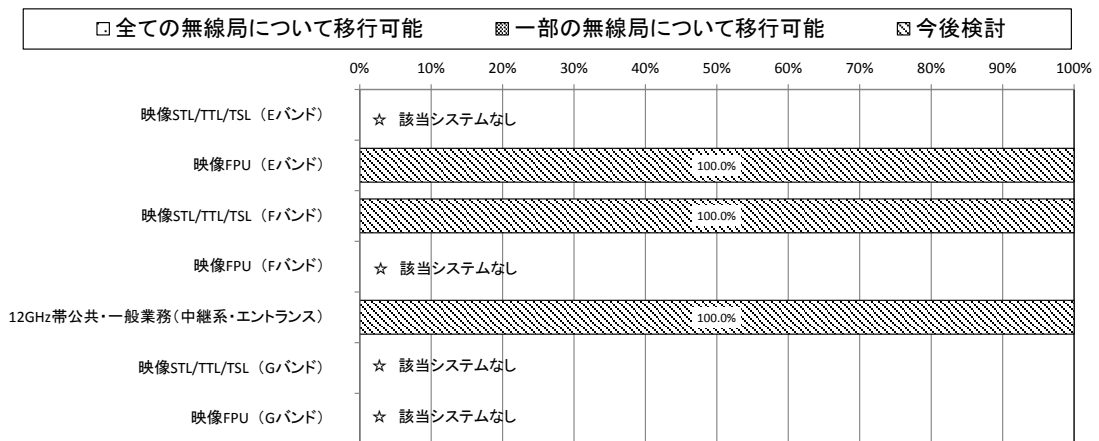 全ての無線局について移行可能 一部の無線局について移行可能 今後検討
0% 10% 20% 30% 40% 50% 60% 70% 80% 90% 100%
映像STL/TTL/TSL（Eバンド） ☆ 該当システムなし
映像FPU（Eバンド） 100.0%
映像STL/TTL/TSL（Fバンド） 100.0%
映像FPU（Fバンド） ☆ 該当システムなし
12GHz帯公共・一般業務（中継系・エントランス） 100.0%
映像STL/TTL/TSL（Gバンド） ☆ 該当システムなし
映像FPU（Gバンド） ☆ 該当システムなし